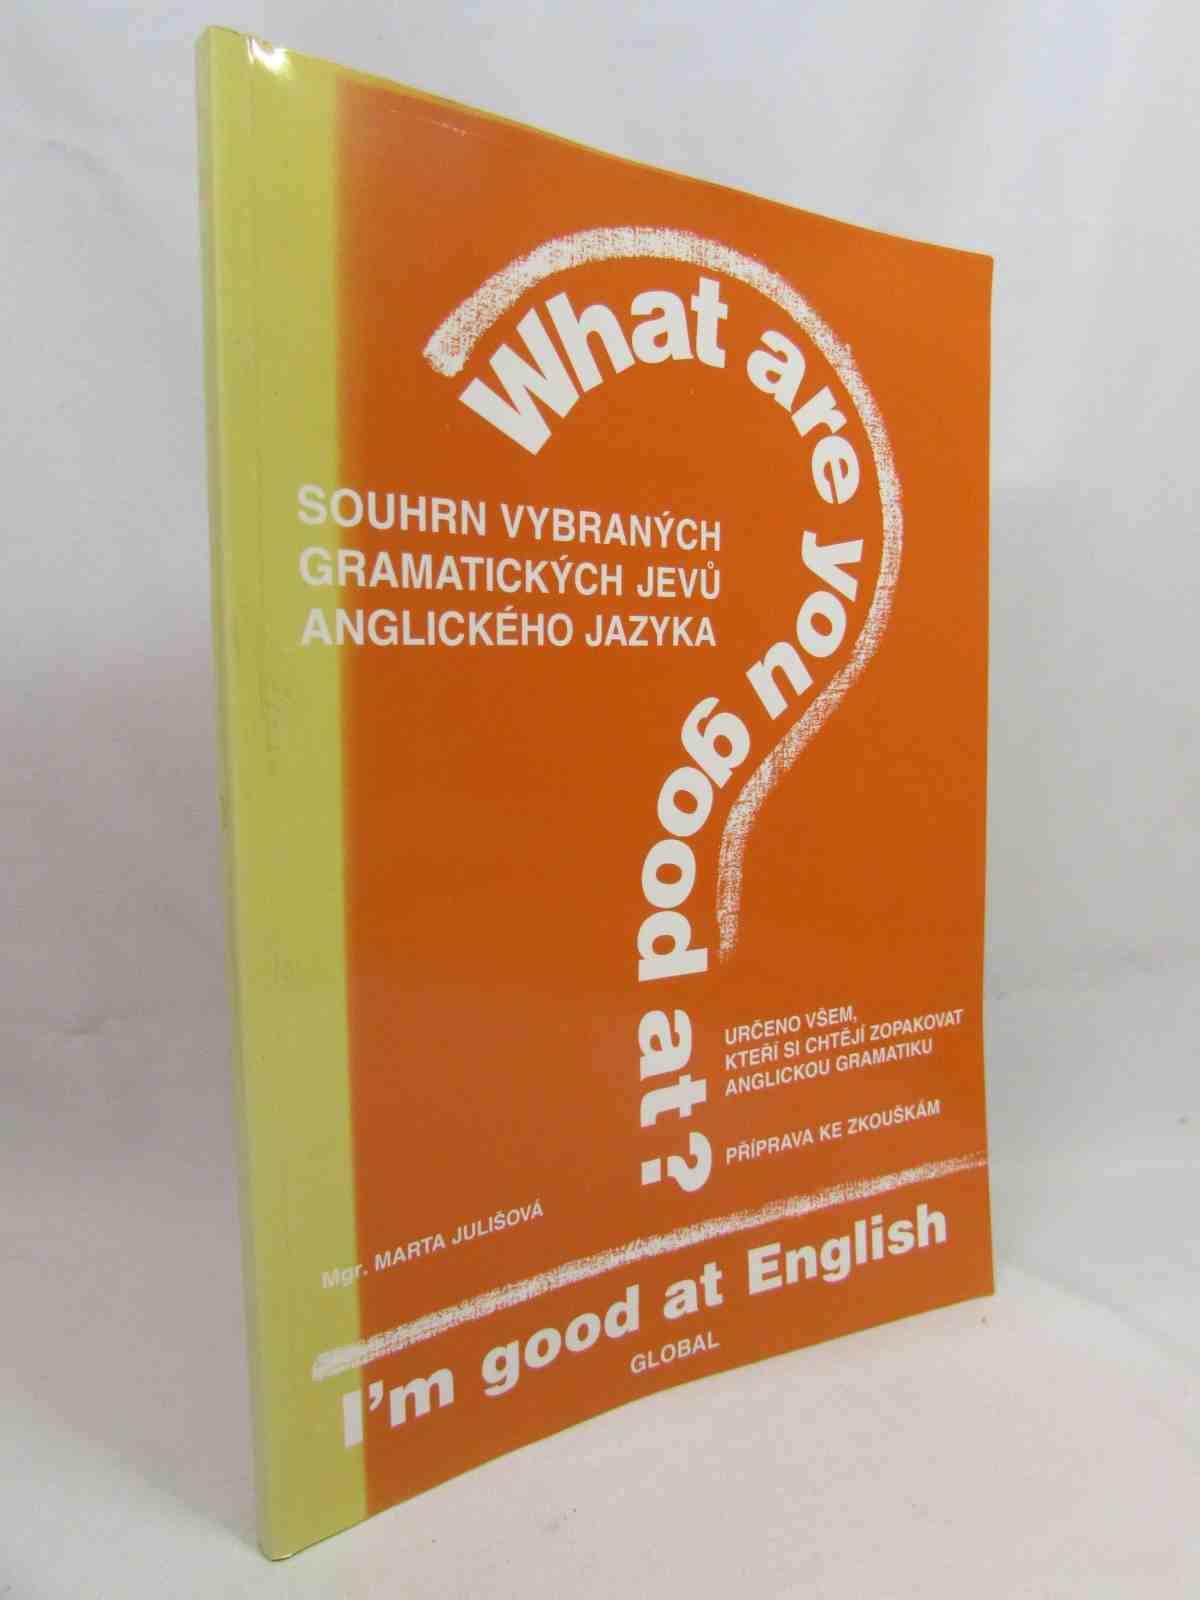 What are you good at?
SOUHRN VYBRANÝCH
GRAMATICKÝCH JEVŮ
ANGLICKÉHO JAZYKA
URČENO VŠEM,
KTEŘÍ SI CHTĚJÍ ZOPAKOVAT
ANGLICKOU GRAMATIKU
PŘÍPRAVA KE ZKOUŠKÁM
Mgr. MARTA JULIŠOVÁ
I'm good at English
GLOBAL